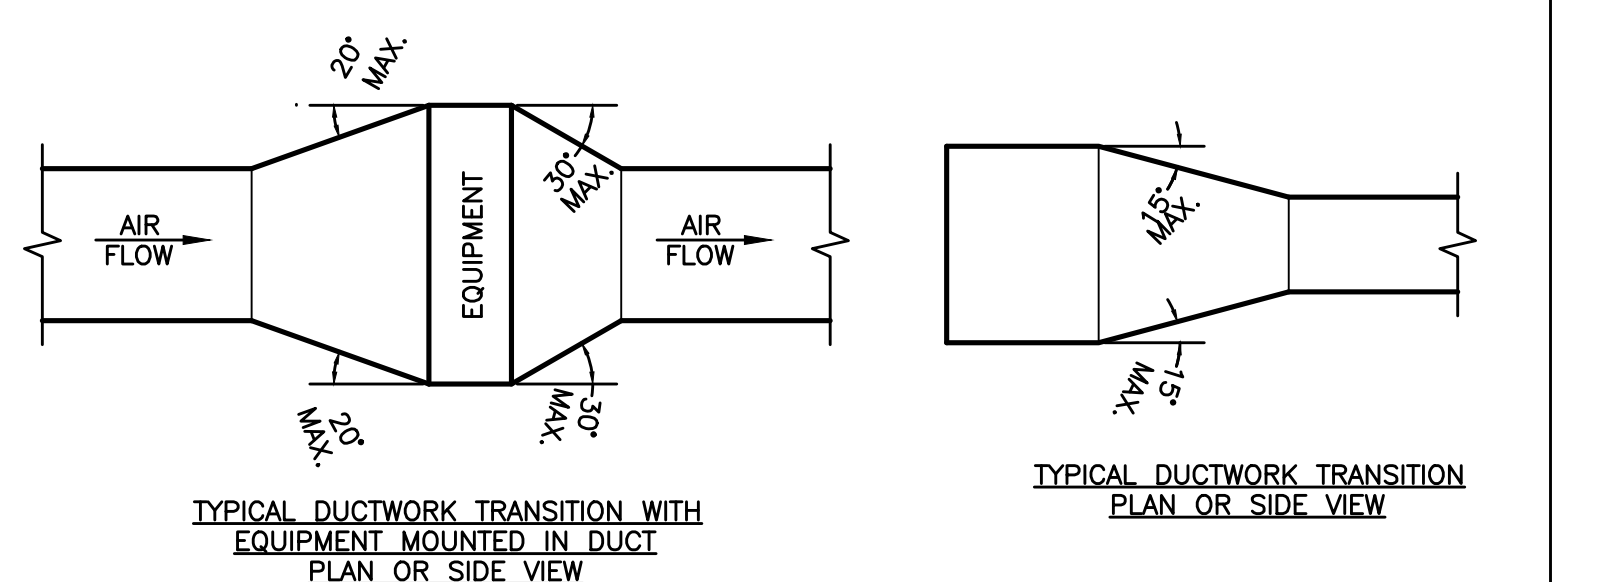 20°
MAX.
30°
MAX.
AIR
FLOW
EQUIPMENT
AIR
FLOW
20°
MAX.
30°
MAX.
TYPICAL DUCTWORK TRANSITION WITH
EQUIPMENT MOUNTED IN DUCT
PLAN OR SIDE VIEW
15°
MAX.
15°
MAX.
TYPICAL DUCTWORK TRANSITION
PLAN OR SIDE VIEW